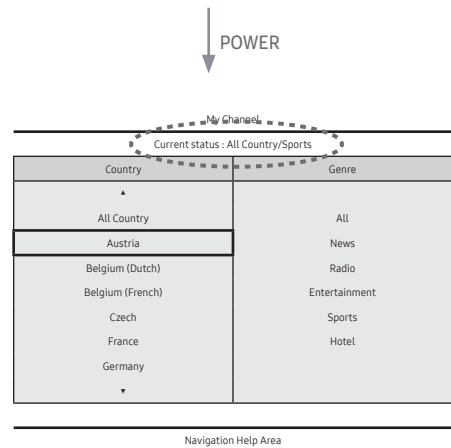 POWER
My Channel
Current status : All Country/Sports
Country Genre
▲
All Country All
Austria News
Belgium (Dutch) Radio
Belgium (French) Entertainment
Czech Sports
France Hotel
Germany
▼
Navigation Help Area